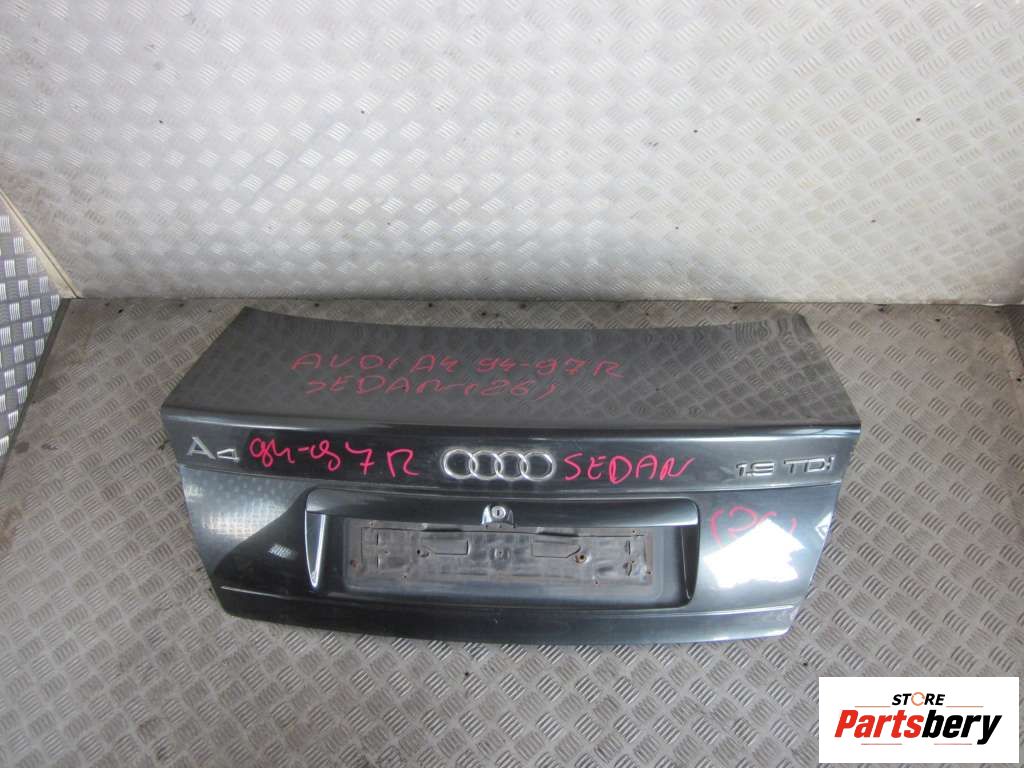 AUDI A4 94-97R
SEDAN (26)
A4 94-97R SEDAN 1.9 TDI
(26)
STORE
Partsbery